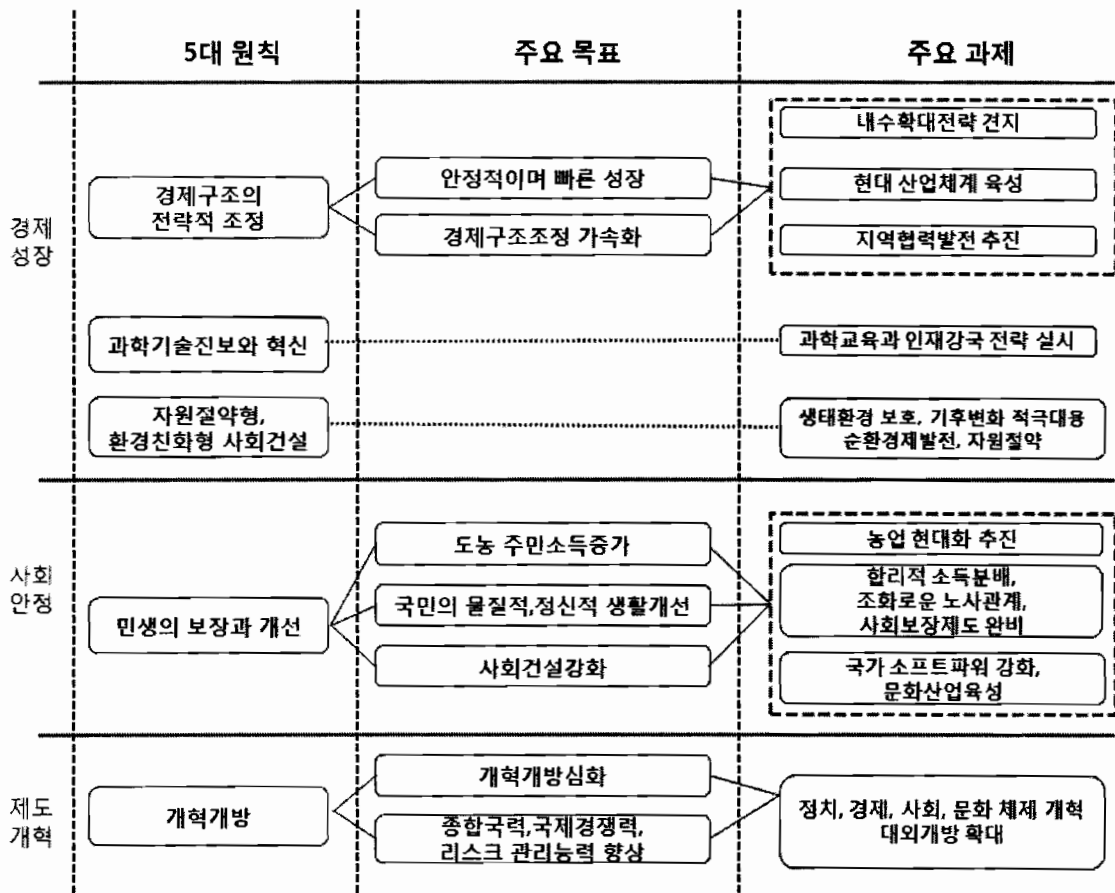 5대 원칙
주요 목표
주요 과제
경제
성장
경제구조의
전략적 조정
안정적이며 빠른 성장
경제구조조정 가속화
내수확대전략 견지
현대 산업체계 육성
지역협력발전 추진
과학기술진보와 혁신
과학교육과 인재강국 전략 실시
자원절약형,
환경친화형 사회건설
생태환경 보호, 기후변화 적극대용
순환경제발전, 자원절약
사회
안정
민생의 보장과 개선
도농 주민소득증가
국민의 물질적,정신적 생활개선
사회건설강화
농업 현대화 추진
합리적 소득분배,
조화로운 노사관계,
사회보장제도 완비
국가 소프트파워 강화,
문화산업육성
제도
개혁
개혁개방
개혁개방심화
종합국력,국제경쟁력,
리스크 관리능력 향상
정치, 경제, 사회, 문화 체제 개혁
대외개방 확대